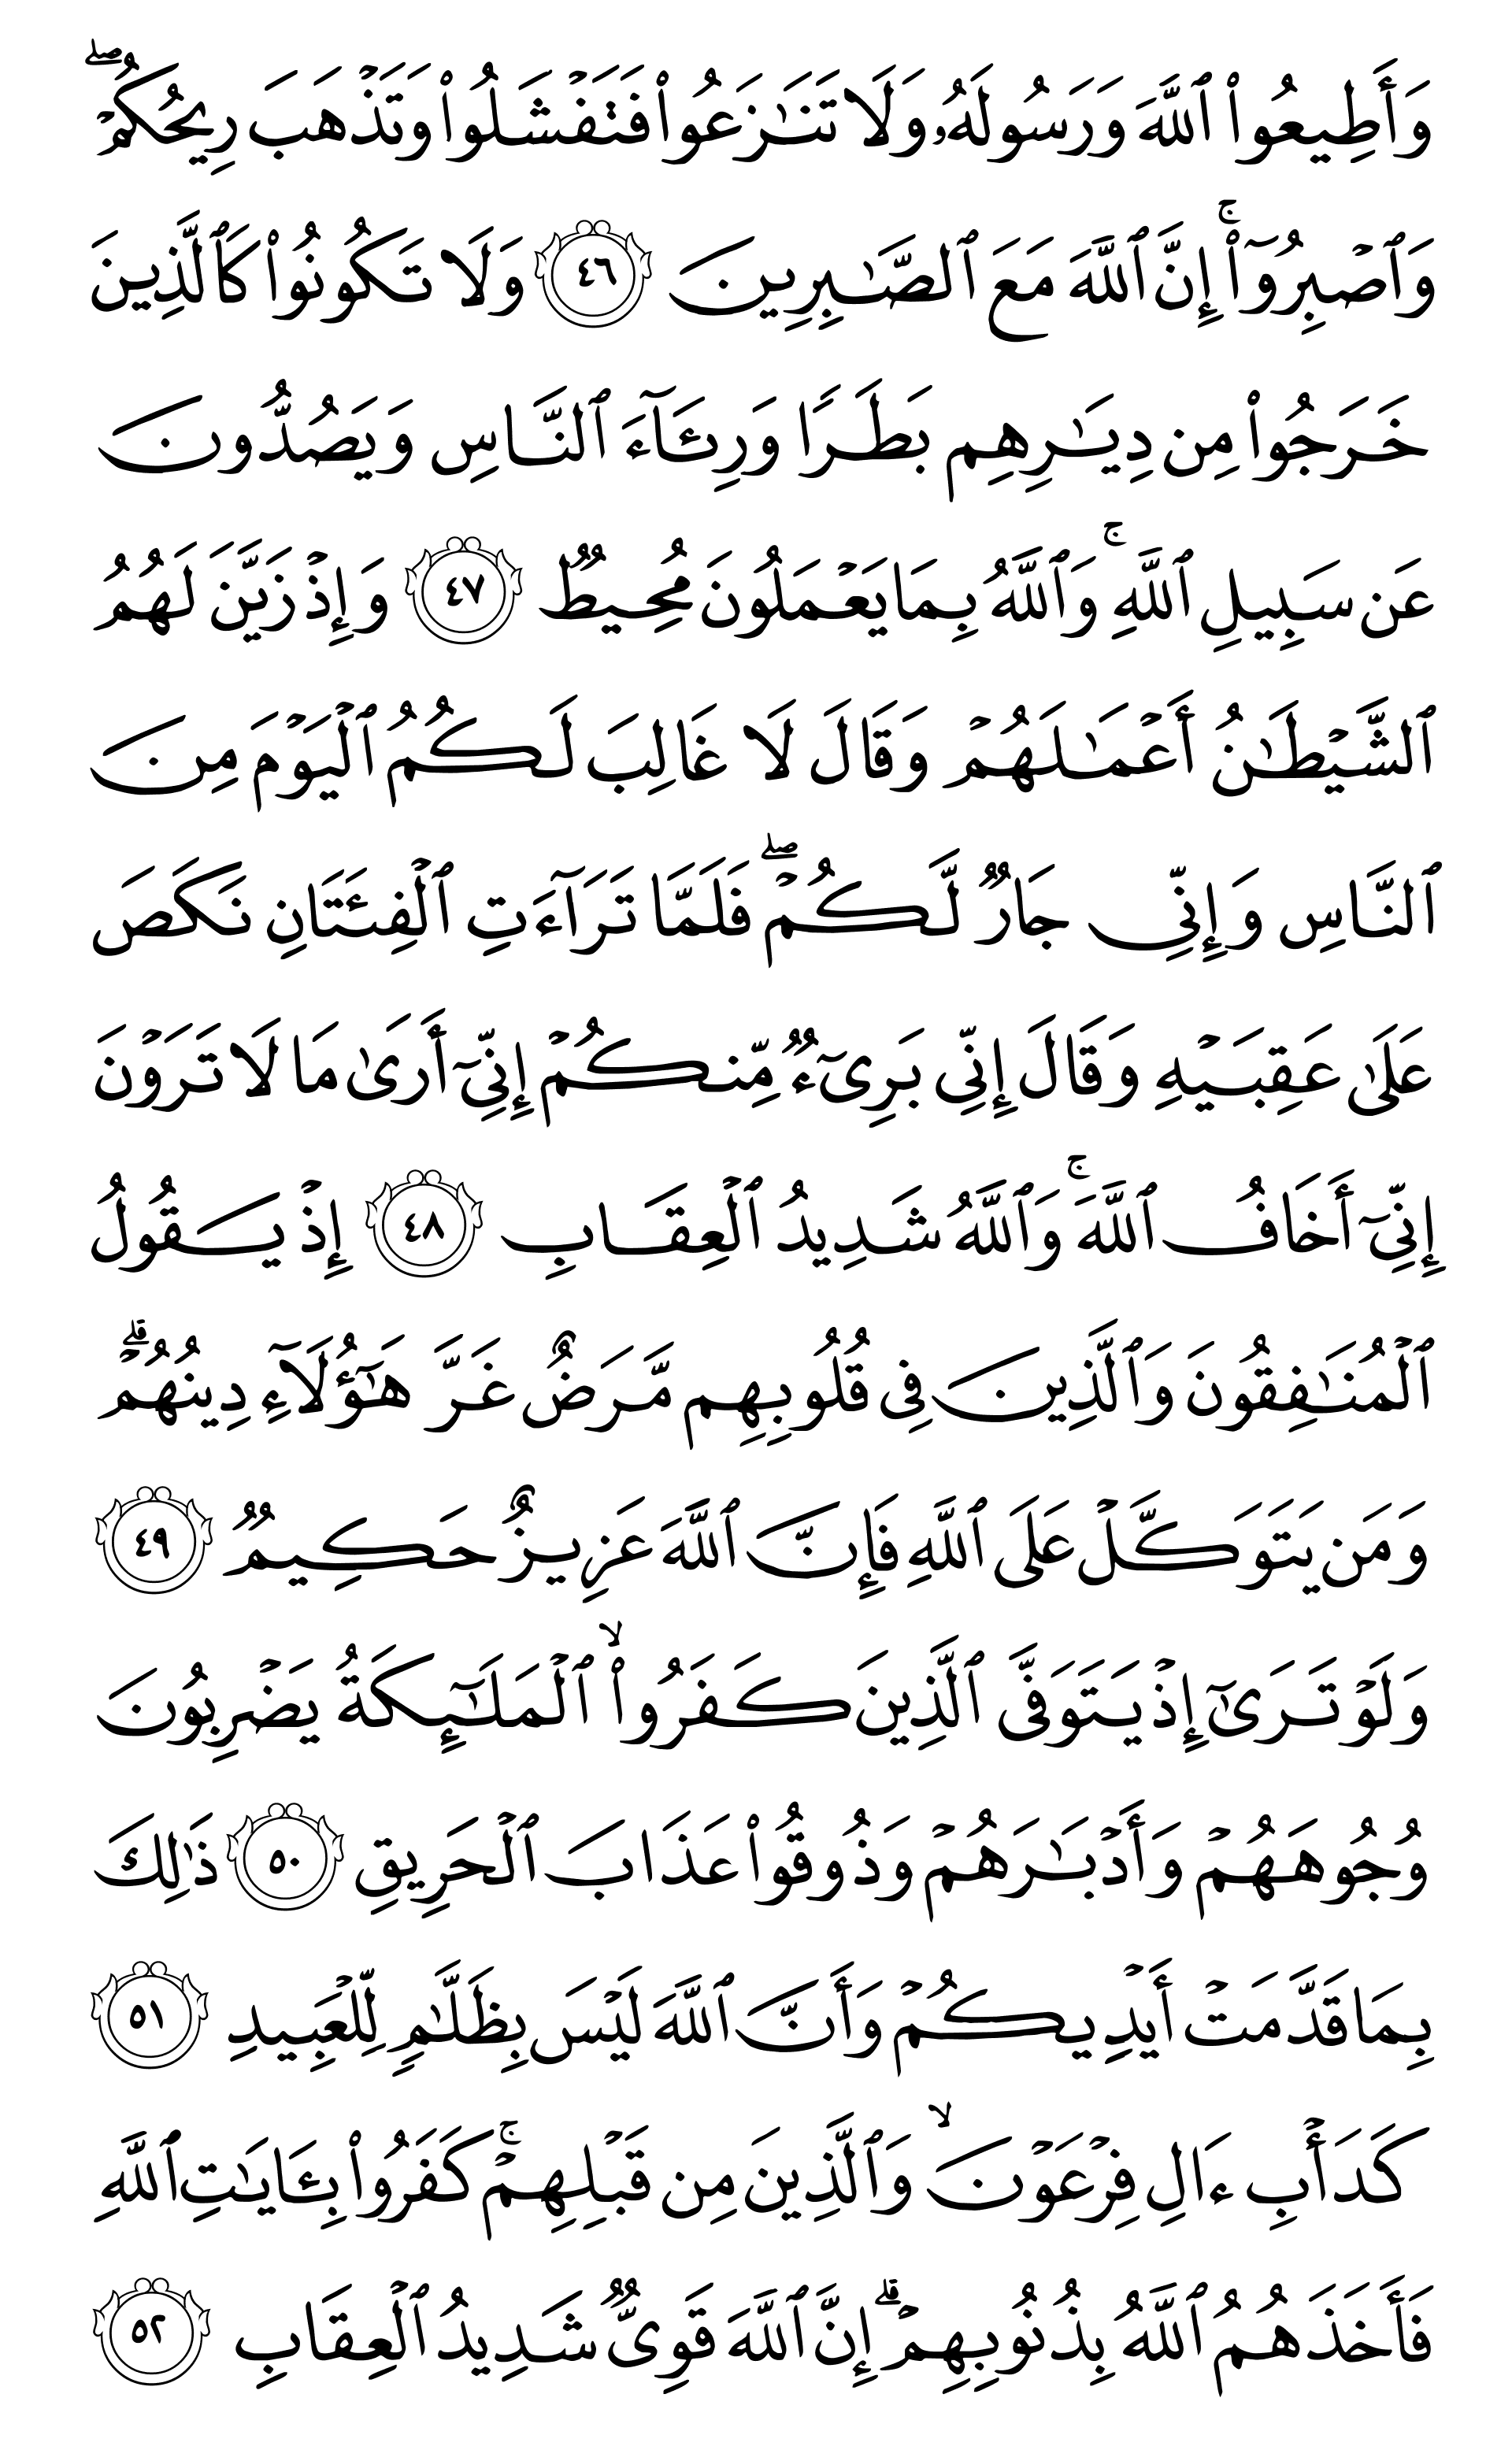 وَأَطِيعُوا۟ ٱللَّهَ وَرَسُولَهُۥ وَلَا تَنَـٰزَعُوا۟ فَتَفْشَلُوا۟ وَتَذْهَبَ رِيحُكُمْ ۖ
وَٱصْبِرُوٓا۟ ۚ إِنَّ ٱللَّهَ مَعَ ٱلصَّـٰبِرِينَ ٤٦ وَلَا تَكُونُوا۟ كَٱلَّذِينَ
خَرَجُوا۟ مِن دِيَـٰرِهِم بَطَرًا وَرِئَآءَ ٱلنَّاسِ وَيَصُدُّونَ
عَن سَبِيلِ ٱللَّهِ ۚ وَٱللَّهُ بِمَا يَعْمَلُونَ مُحِيطٌ ٤٧ وَإِذْ زَيَّنَ لَهُمُ
ٱلشَّيْطَـٰنُ أَعْمَـٰلَهُمْ وَقَالَ لَا غَالِبَ لَكُمُ ٱلْيَوْمَ مِنَ
ٱلنَّاسِ وَإِنِّى جَارٌ لَّكُمْ ۖ فَلَمَّا تَرَآءَتِ ٱلْفِئَتَانِ نَكَصَ
عَلَىٰ عَقِبَيْهِ وَقَالَ إِنِّى بَرِىٓءٌ مِّنكُمْ إِنِّىٓ أَرَىٰ مَا لَا تَرَوْنَ
إِنِّىٓ أَخَافُ ٱللَّهَ ۚ وَٱللَّهُ شَدِيدُ ٱلْعِقَابِ ٤٨ إِذْ يَقُولُ
ٱلْمُنَـٰفِقُونَ وَٱلَّذِينَ فِى قُلُوبِهِم مَّرَضٌ غَرَّ هَـٰٓؤُلَآءِ دِينُهُمْ ۗ
وَمَن يَتَوَكَّلْ عَلَى ٱللَّهِ فَإِنَّ ٱللَّهَ عَزِيزٌ حَكِيمٌ ٤٩
وَلَوْ تَرَىٰٓ إِذْ يَتَوَفَّى ٱلَّذِينَ كَفَرُوا۟ ۙ ٱلْمَلَـٰٓئِكَةُ يَضْرِبُونَ
وُجُوهَهُمْ وَأَدْبَـٰرَهُمْ وَذُوقُوا۟ عَذَابَ ٱلْحَرِيقِ ٥٠ ذَٰلِكَ
بِمَا قَدَّمَتْ أَيْدِيكُمْ وَأَنَّ ٱللَّهَ لَيْسَ بِظَلَّـٰمٍ لِّلْعَبِيدِ ٥١
كَدَأْبِ ءَالِ فِرْعَوْنَ ۙ وَٱلَّذِينَ مِن قَبْلِهِمْ ۚ كَفَرُوا۟ بِـَٔايَـٰتِ ٱللَّهِ
فَأَخَذَهُمُ ٱللَّهُ بِذُنُوبِهِمْ ۗ إِنَّ ٱللَّهَ قَوِىٌّ شَدِيدُ ٱلْعِقَابِ ٥٢